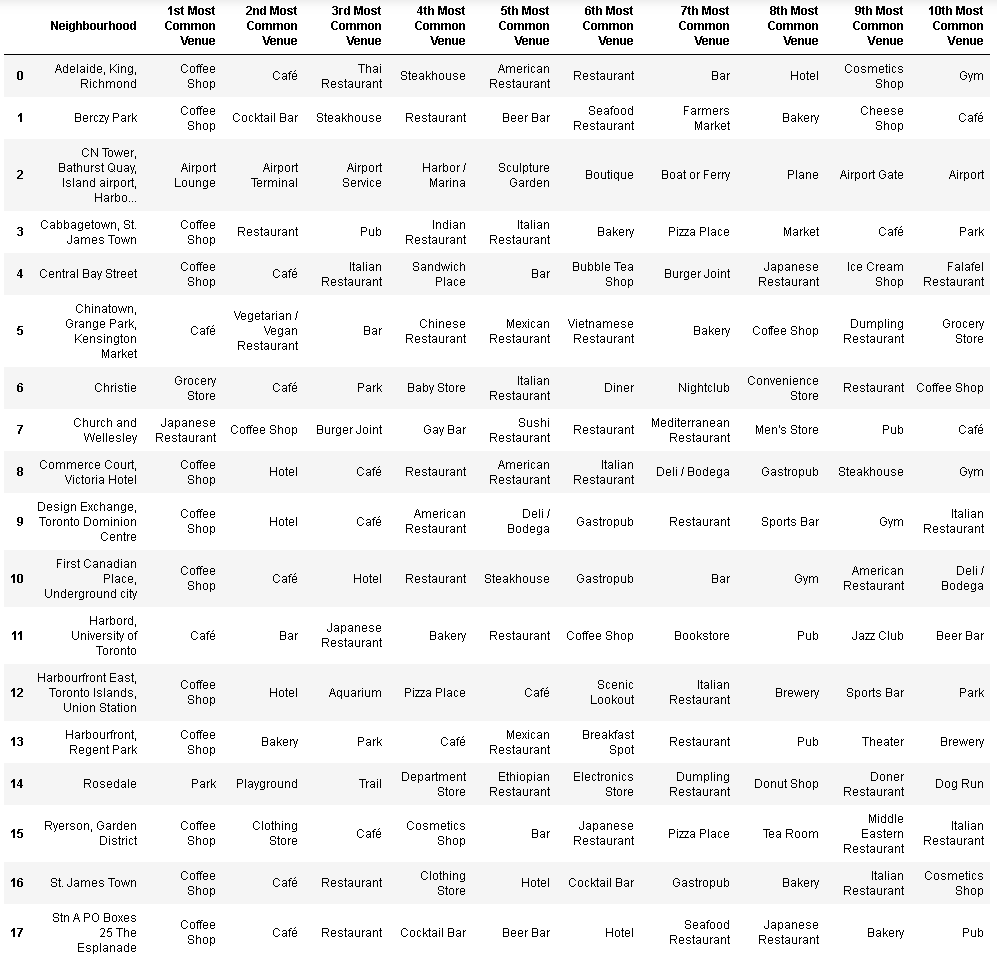 Neighbourhood 1st Most Common Venue 2nd Most Common Venue 3rd Most Common Venue 4th Most Common Venue 5th Most Common Venue 6th Most Common Venue 7th Most Common Venue 8th Most Common Venue 9th Most Common Venue 10th Most Common Venue
0 Adelaide, King, Richmond Coffee Shop Café Thai Restaurant Steakhouse American Restaurant Restaurant Bar Hotel Cosmetics Shop Gym
1 Berczy Park Coffee Shop Cocktail Bar Steakhouse Restaurant Beer Bar Seafood Restaurant Farmers Market Bakery Cheese Shop Café
2 CN Tower, Bathurst Quay, Island airport, Harbo... Airport Lounge Airport Terminal Airport Service Harbor / Marina Sculpture Garden Boutique Boat or Ferry Plane Airport Gate Airport
3 Cabbagetown, St. James Town Coffee Shop Restaurant Pub Indian Restaurant Italian Restaurant Bakery Pizza Place Market Café Park
4 Central Bay Street Coffee Shop Café Italian Restaurant Sandwich Place Bar Bubble Tea Shop Burger Joint Japanese Restaurant Ice Cream Shop Falafel Restaurant
5 Chinatown, Grange Park, Kensington Market Café Vegetarian / Vegan Restaurant Bar Chinese Restaurant Mexican Restaurant Vietnamese Restaurant Bakery Coffee Shop Dumpling Restaurant Grocery Store
6 Christie Grocery Store Café Park Baby Store Italian Restaurant Diner Nightclub Convenience Store Restaurant Coffee Shop
7 Church and Wellesley Japanese Restaurant Coffee Shop Burger Joint Gay Bar Sushi Restaurant Restaurant Mediterranean Restaurant Men's Store Pub Café
8 Commerce Court, Victoria Hotel Coffee Shop Hotel Café Restaurant American Restaurant Italian Restaurant Deli / Bodega Gastropub Steakhouse Gym
9 Design Exchange, Toronto Dominion Centre Coffee Shop Hotel Café American Restaurant Deli / Bodega Gastropub Restaurant Sports Bar Gym Italian Restaurant
10 First Canadian Place, Underground city Coffee Shop Café Hotel Restaurant Steakhouse Gastropub Bar Gym American Restaurant Deli / Bodega
11 Harbord, University of Toronto Café Bar Japanese Restaurant Bakery Restaurant Coffee Shop Bookstore Pub Jazz Club Beer Bar
12 Harbourfront East, Toronto Islands, Union Station Coffee Shop Hotel Aquarium Pizza Place Café Scenic Lookout Italian Restaurant Brewery Sports Bar Park
13 Harbourfront, Regent Park Coffee Shop Bakery Park Café Mexican Restaurant Breakfast Spot Restaurant Pub Theater Brewery
14 Rosedale Park Playground Trail Department Store Ethiopian Restaurant Electronics Store Dumpling Restaurant Donut Shop Doner Restaurant Dog Run
15 Ryerson, Garden District Coffee Shop Clothing Store Café Cosmetics Shop Bar Japanese Restaurant Pizza Place Tea Room Middle Eastern Restaurant Italian Restaurant
16 St. James Town Coffee Shop Café Restaurant Clothing Store Hotel Cocktail Bar Gastropub Bakery Italian Restaurant Cosmetics Shop
17 Stn A PO Boxes 25 The Esplanade Coffee Shop Café Restaurant Cocktail Bar Beer Bar Hotel Seafood Restaurant Japanese Restaurant Bakery Pub